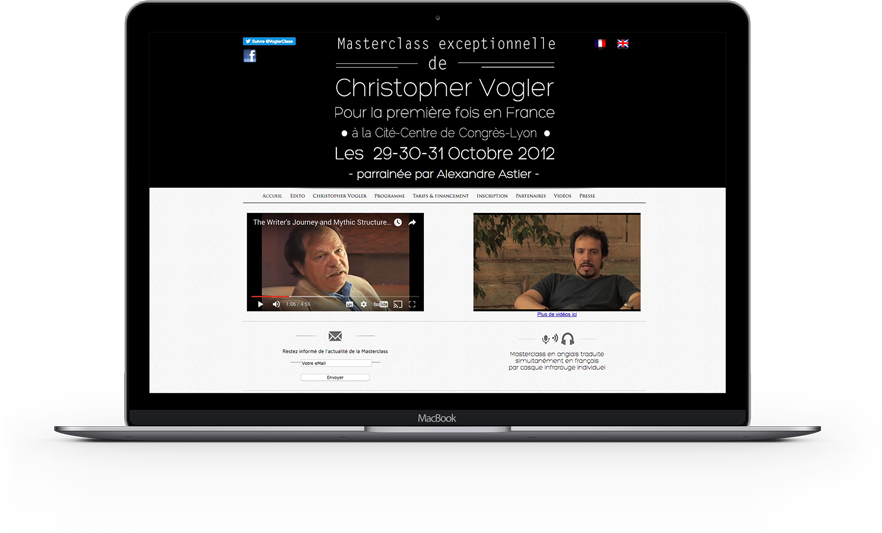 Suivre @VoglerClass
Masterclass exceptionnelle
de
Christopher Vogler
Pour la première fois en France
à la Cité-Centre de Congrès-Lyon
Les 29-30-31 Octobre 2012
- parrainée par Alexandre Astier -
Accueil Edito Christopher Vogler Programme Tarifs & financement Inscription Partenaires Vidéos Presse
The Writer's Journey and Mythic Structure...
1:06 / 4:56
Plus de vidéos ici
Restez informé de l'actualité de la Masterclass
Votre eMail
Envoyer
Masterclass en anglais traduite
simultanément en français
par casque infrarouge individuel
MacBook